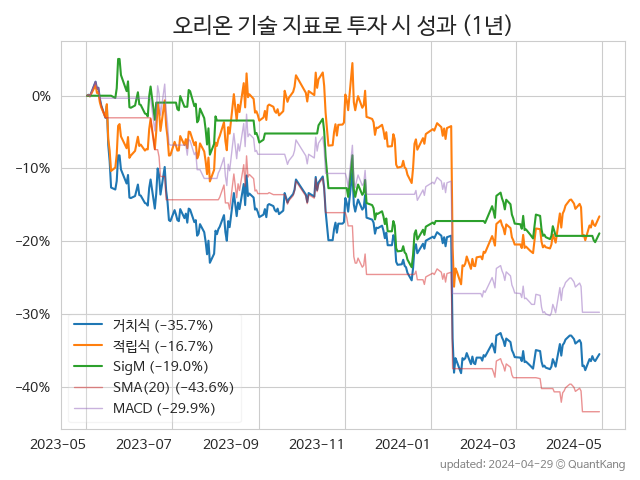 오리온 기술 지표로 투자 시 성과 (1년)
0%
−10%
−20%
−30%
−40%
거치식 (−35.7%)
적립식 (−16.7%)
SigM (−19.0%)
SMA(20) (−43.6%)
MACD (−29.9%)
2023-05 2023-07 2023-09 2023-11 2024-01 2024-03 2024-05
updated: 2024-04-29 © QuantKang